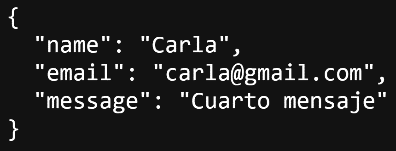 {
  "name": "Carla",
  "email": "carla@gmail.com",
  "message": "Cuarto mensaje"
}